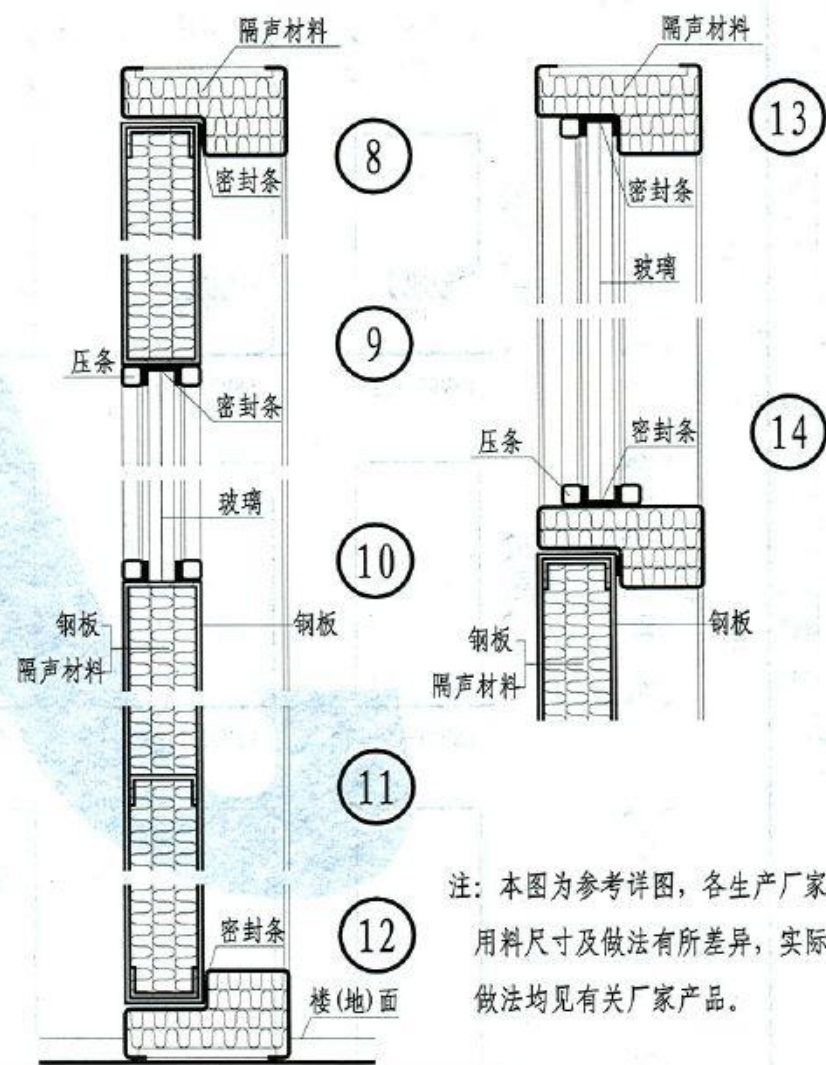 隔声材料
密封条
8
9
压条
密封条
玻璃
10
钢板
隔声材料
钢板
11
密封条
12
楼(地)面
隔声材料
13
密封条
玻璃
14
压条
密封条
钢板
隔声材料
钢板
注: 本图为参考详图, 各生产厂家
用料尺寸及做法有所差异, 实际
做法均见有关厂家产品。